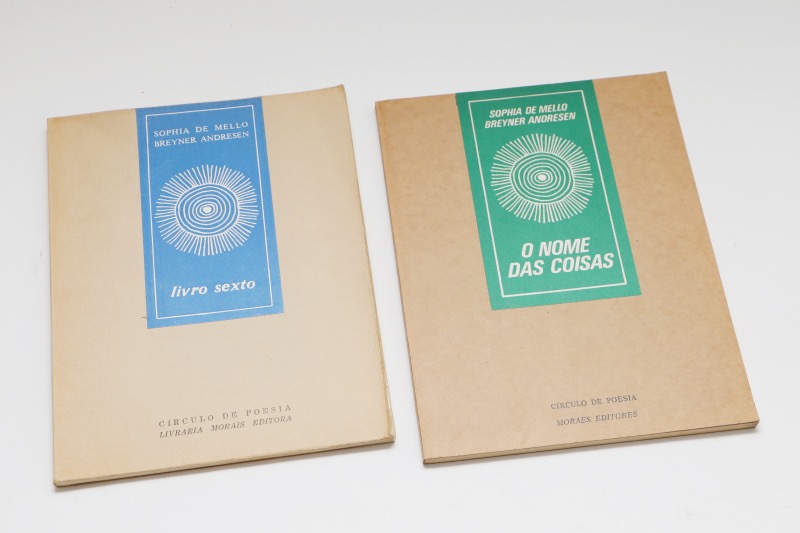 SOPHIA DE MELLO
BREYNER ANDRESEN
livro sexto
CIRCULO DE POESIA
LIVRARIA MORAIS EDITORA
SOPHIA DE MELLO
BREYNER ANDRESEN
O NOME
DAS COISAS
CÍRCULO DE POESIA
MORAES EDITORES